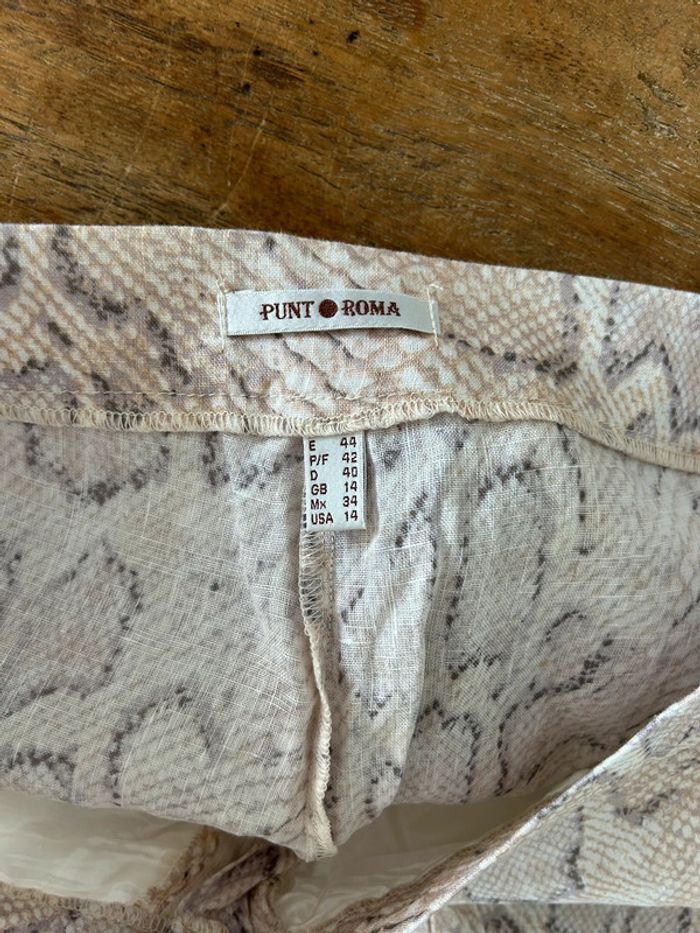 PUNT ROMA
E 44
P/F 42
D 40
GB 14
Mx 34
USA 14